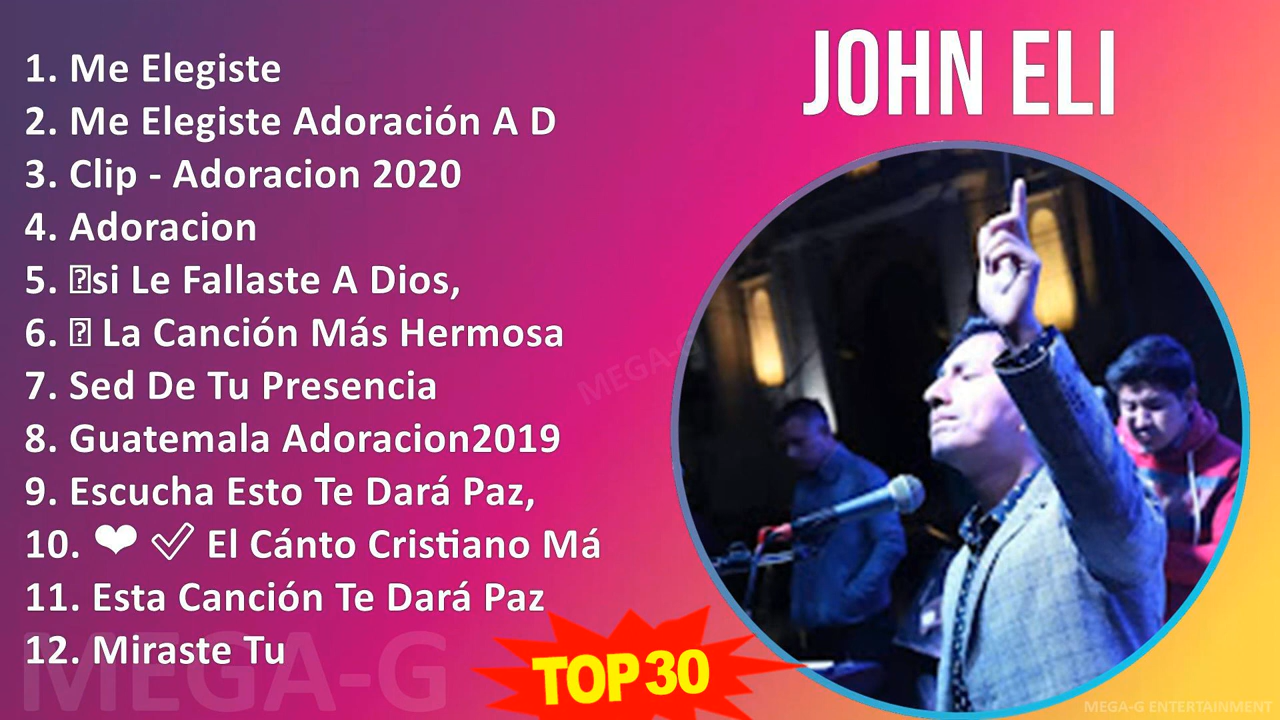 JOHN ELI
1. Me Elegiste
2. Me Elegiste Adoración A D
3. Clip - Adoracion 2020
4. Adoracion
5. �si Le Fallaste A Dios,
6. � La Canción Más Hermosa
7. Sed De Tu Presencia
8. Guatemala Adoracion2019
9. Escucha Esto Te Dará Paz,
10. ❤ ✅ El Cánto Cristiano Má
11. Esta Canción Te Dará Paz
12. Miraste Tu
TOP 30
MEGA-G
MEGA-G
MEGA-G ENTERTAINMENT